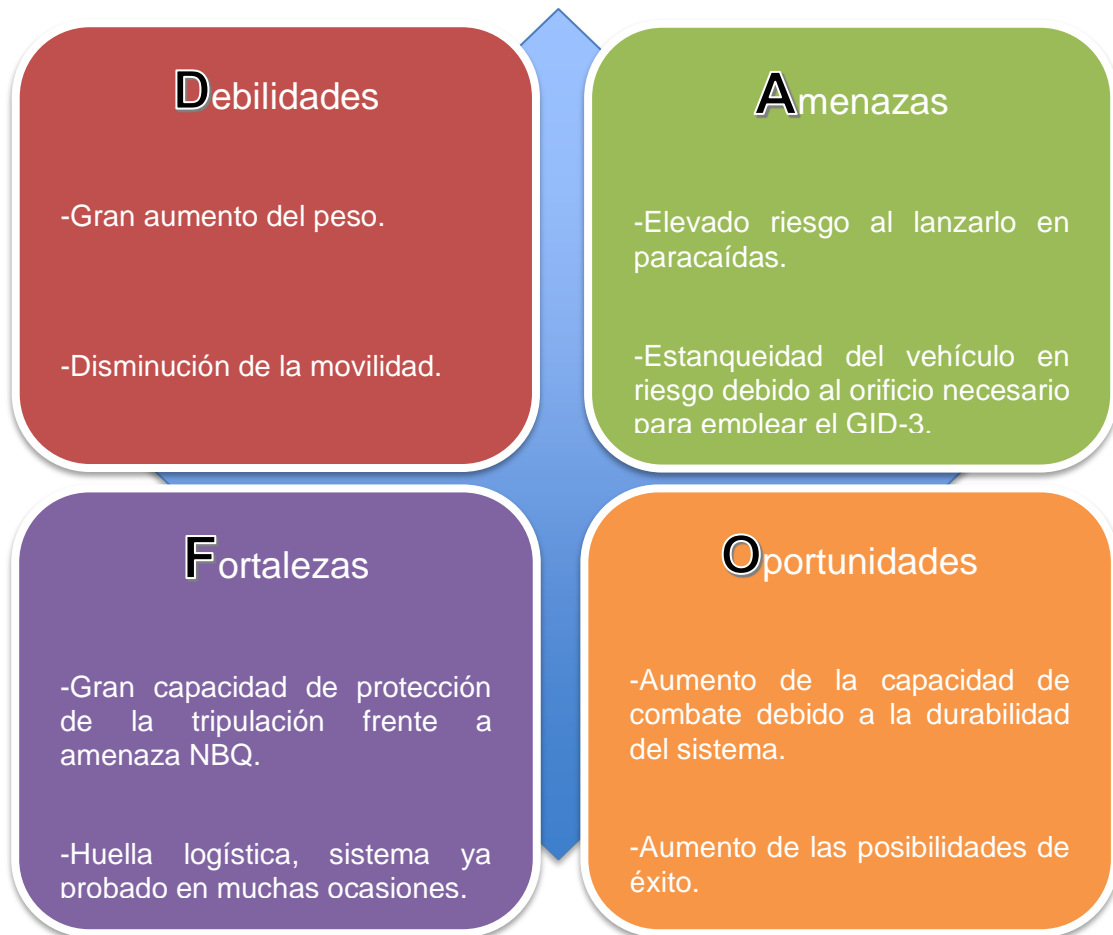 Debilidades
-Gran aumento del peso.
-Disminución de la movilidad.
Amenazas
-Elevado riesgo al lanzarlo en
paracaídas.
-Estanqueidad del vehículo en
riesgo debido al orificio necesario
para emplear el GID-3.
Fortalezas
-Gran capacidad de protección
de la tripulación frente a
amenaza NBQ.
-Huella logística, sistema ya
probado en muchas ocasiones.
Oportunidades
-Aumento de la capacidad de
combate debido a la durabilidad
del sistema.
-Aumento de las posibilidades de
éxito.